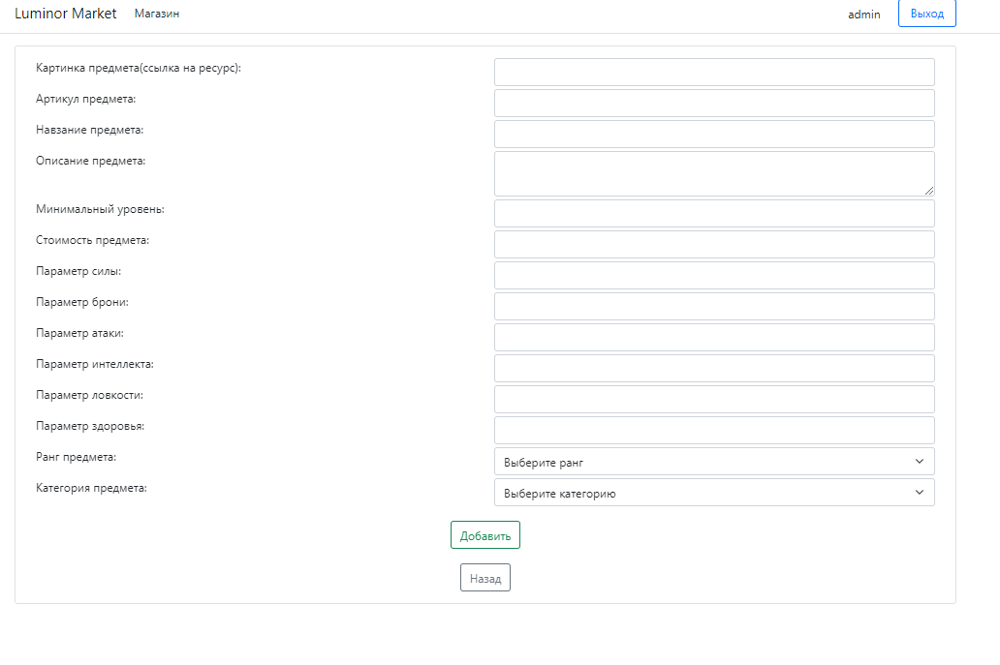 Luminor Market Магазин admin Выход
Картинка предмета(ссылка на ресурс):
Артикул предмета:
Навзание предмета:
Описание предмета:
Минимальный уровень:
Стоимость предмета:
Параметр силы:
Параметр брони:
Параметр атаки:
Параметр интеллекта:
Параметр ловкости:
Параметр здоровья:
Ранг предмета: Выберите ранг
Категория предмета: Выберите категорию
Добавить
Назад